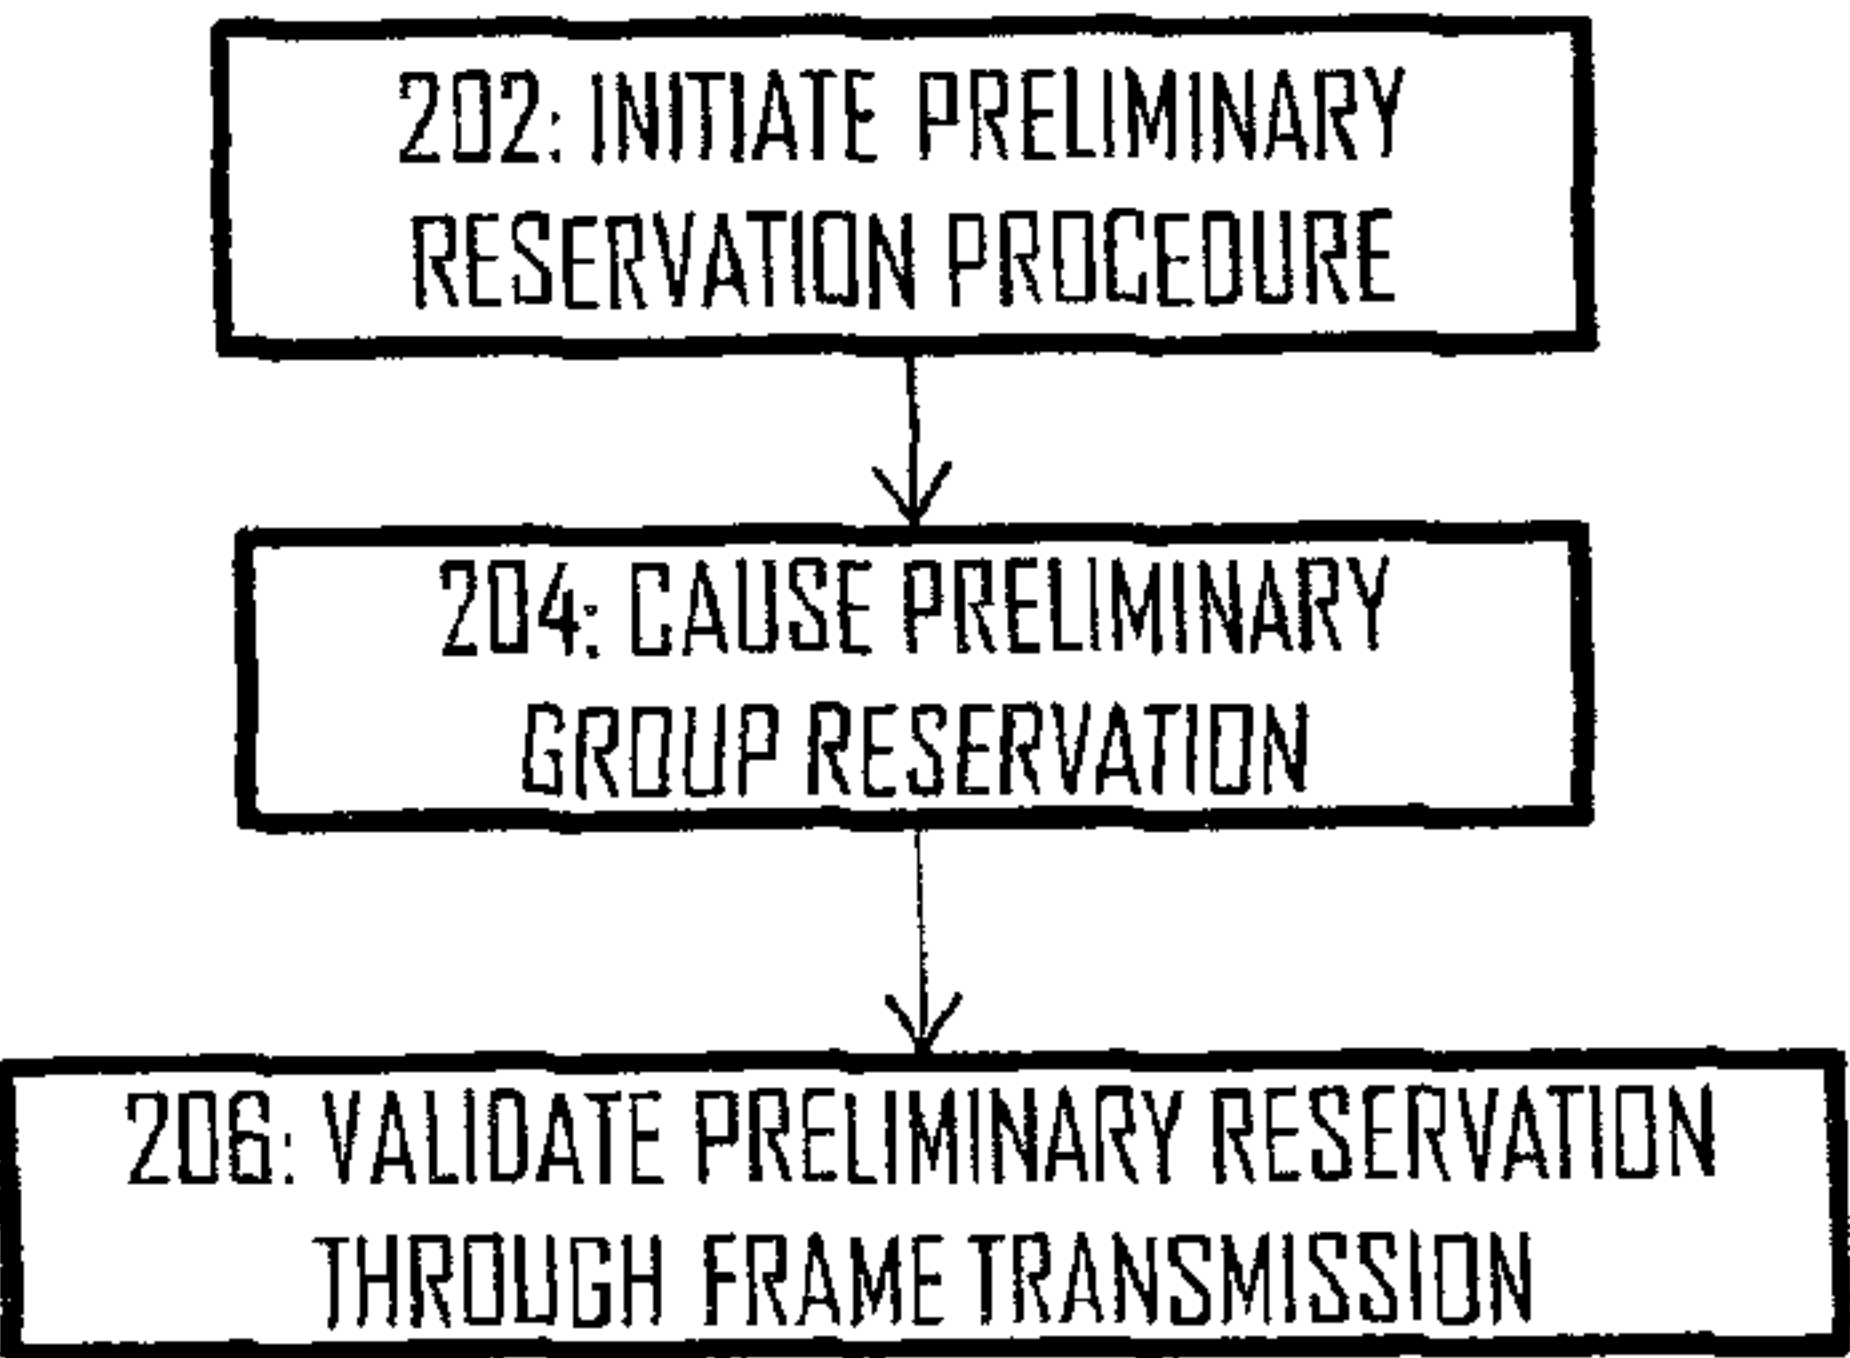 202: INITIATE PRELIMINARY
RESERVATION PROCEDURE
204: CAUSE PRELIMINARY
GROUP RESERVATION
206: VALIDATE PRELIMINARY RESERVATION
THROUGH FRAME TRANSMISSION